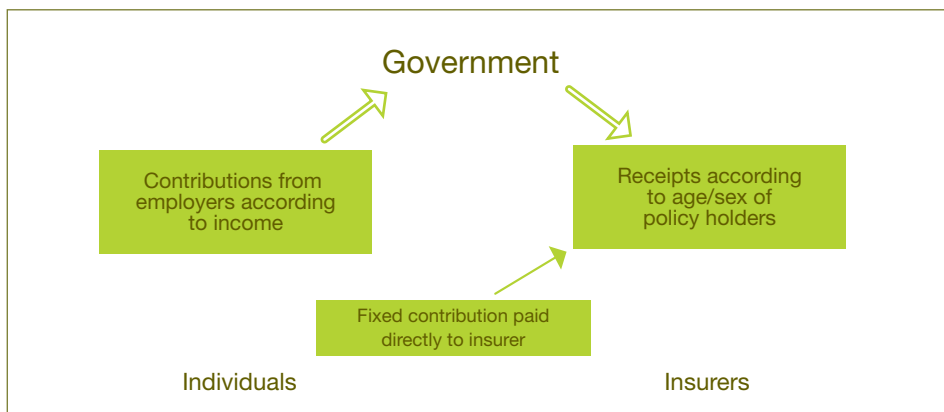 Government
Contributions from
employers according
to income
Receipts according
to age/sex of
policy holders
Fixed contribution paid
directly to insurer
Individuals
Insurers